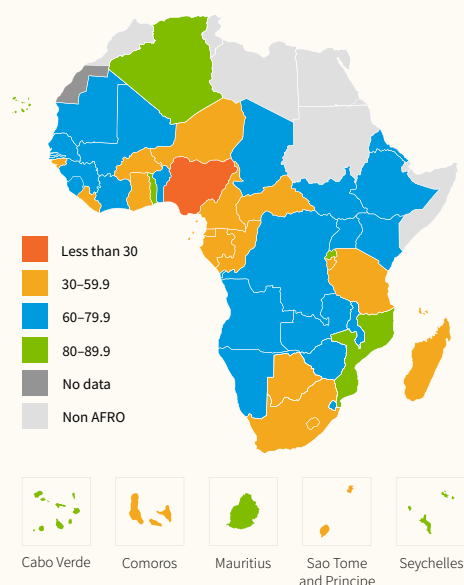 Less than 30
30–59.9
60–79.9
80–89.9
No data
Non AFRO
Cabo Verde
Comoros
Mauritius
Sao Tome
and Principe
Seychelles